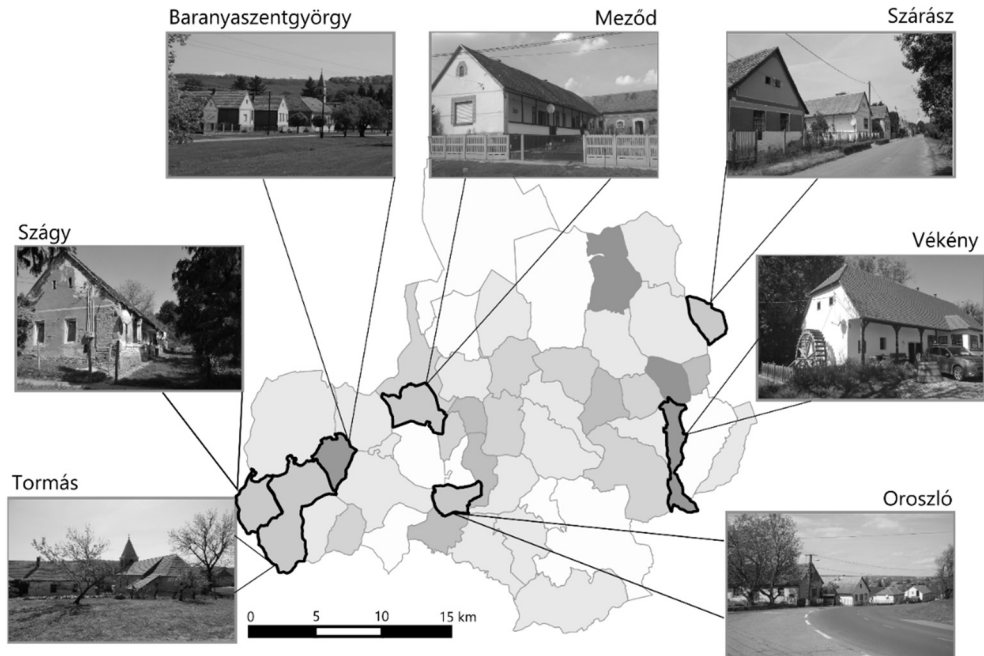 Baranyaszentgyörgy
Meződ
Szárász
Szágy
Vékény
Tormás
Oroszló
0 5 10 15 km